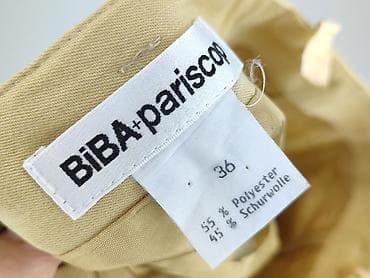 BiBA+pariscop
36
55 % Polyester
45 % Schurwolle